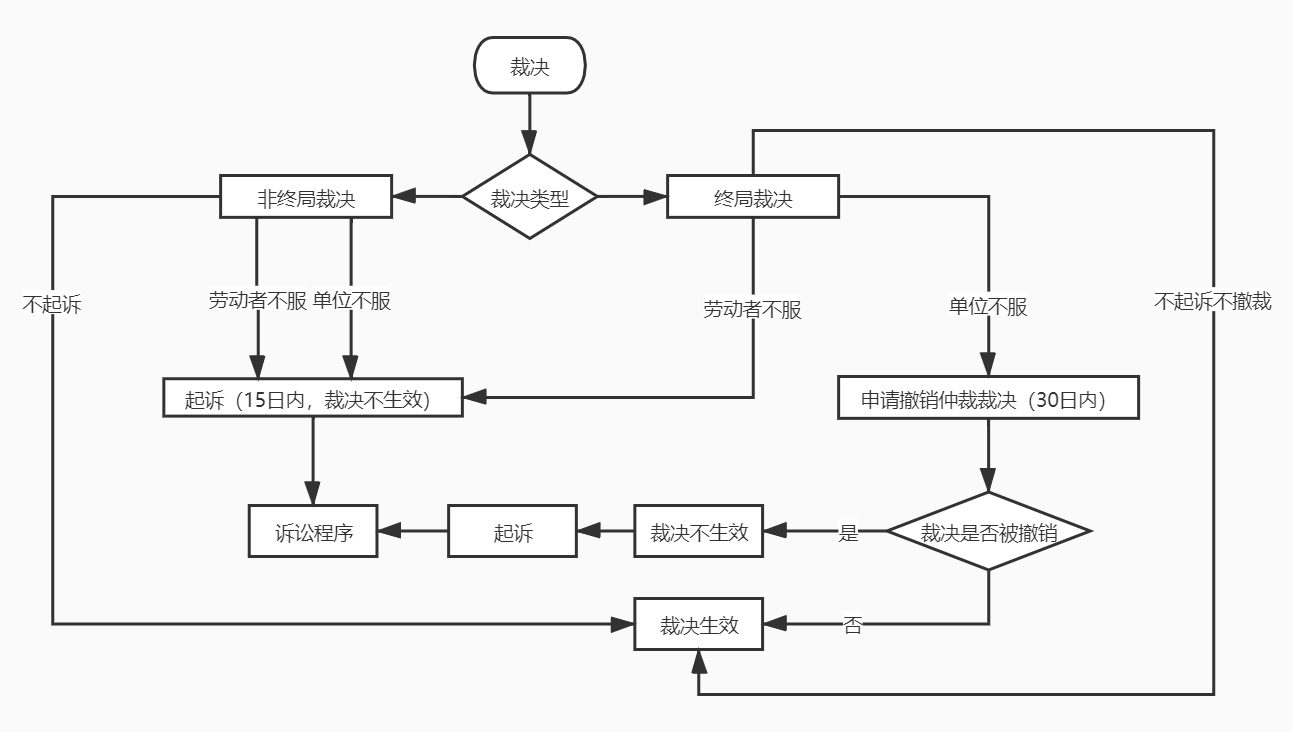 裁决
非终局裁决
裁决类型
终局裁决
不起诉
劳动者不服
单位不服
劳动者不服
单位不服
不起诉不撤裁
起诉（15日内，裁决不生效）
申请撤销仲裁裁决（30日内）
诉讼程序
起诉
裁决不生效
是
裁决是否被撤销
裁决生效
否